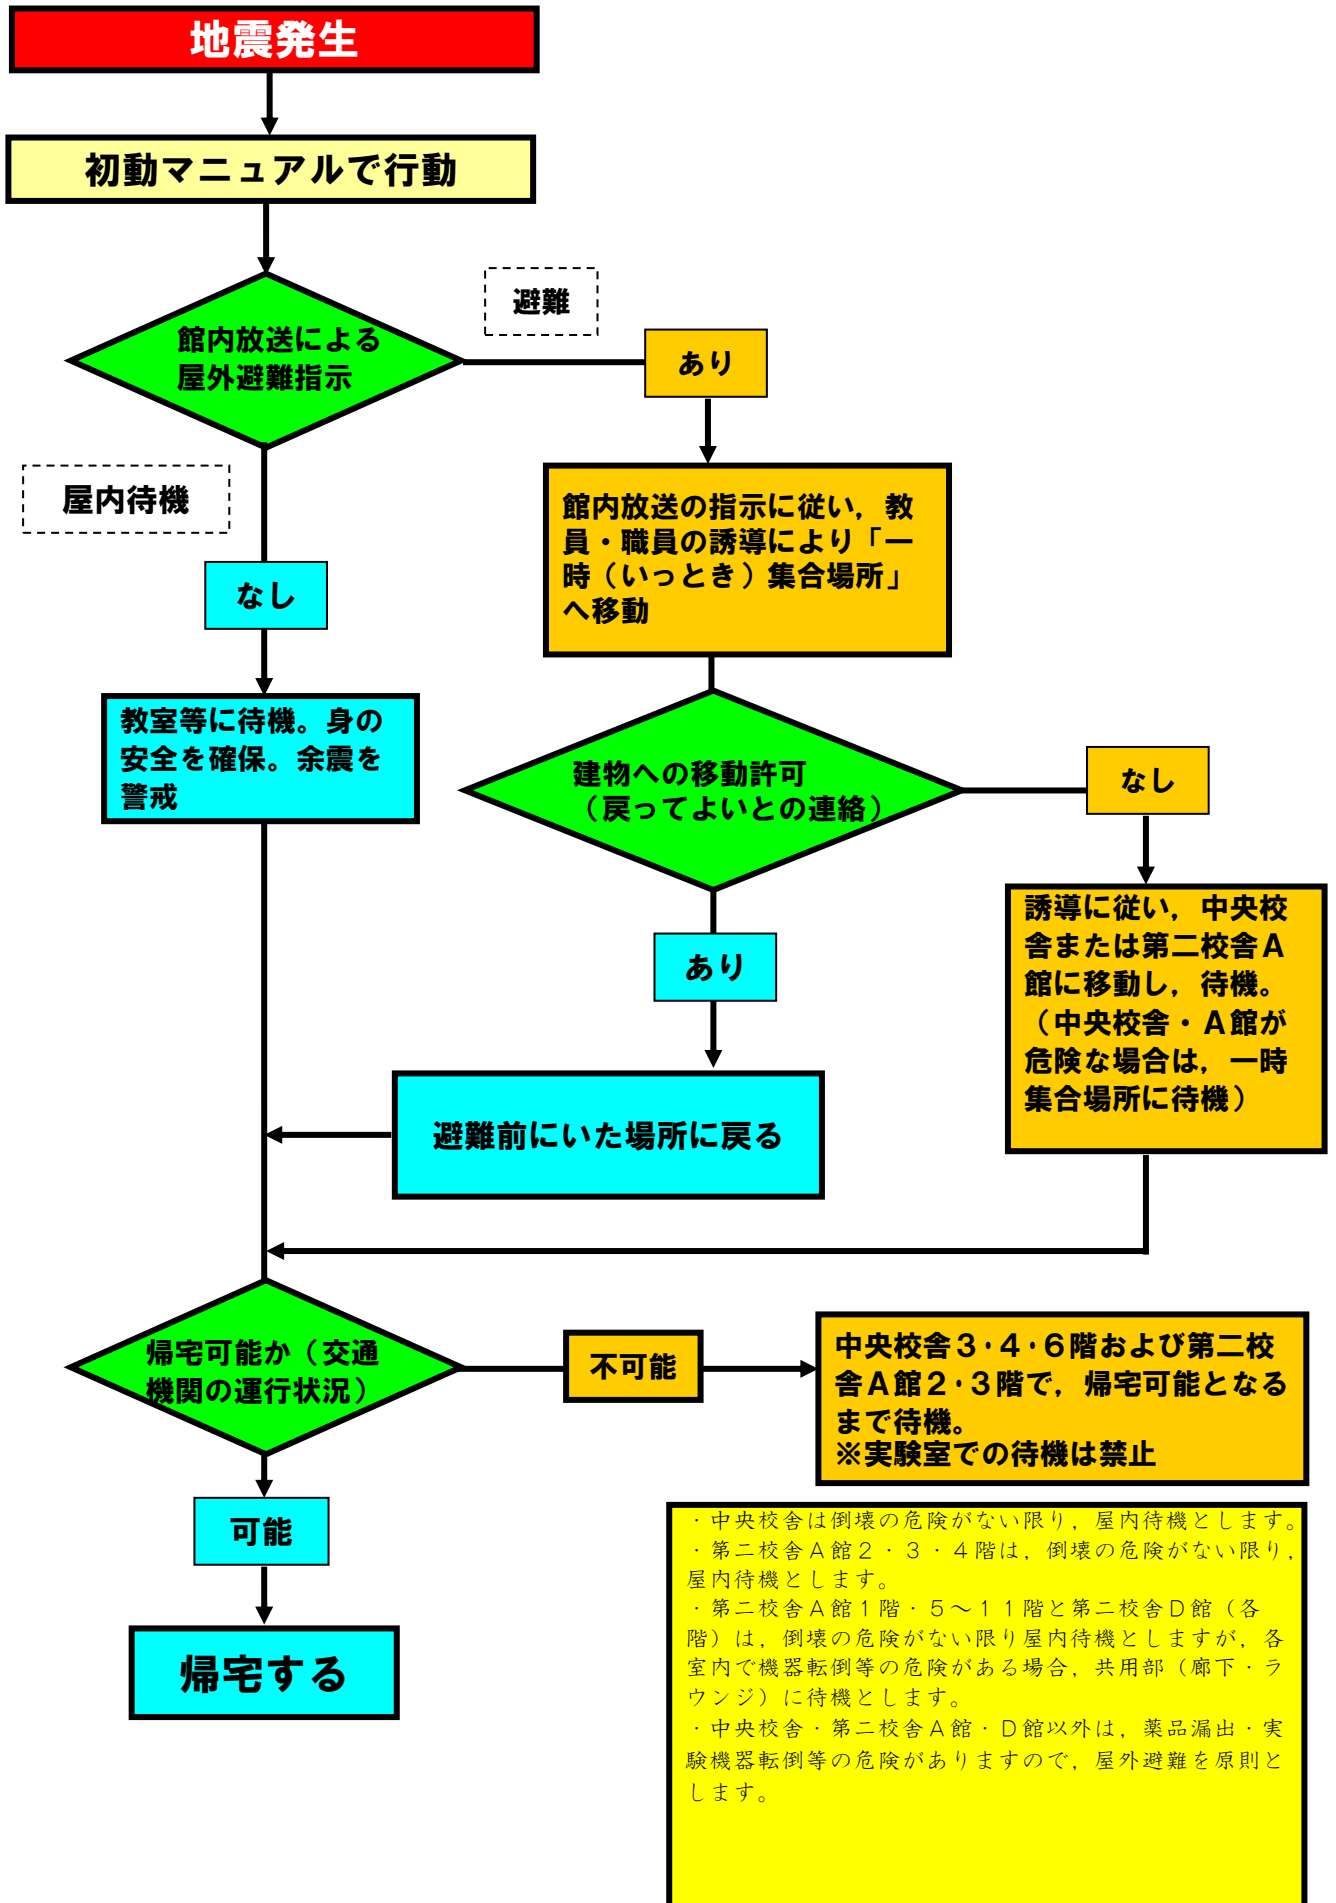 地震発生
初動マニュアルで行動
避難
館内放送による
屋外避難指示
あり
屋内待機
館内放送の指示に従い，教
員・職員の誘導により「一
時（いっとき）集合場所」
へ移動
なし
教室等に待機。身の
安全を確保。余震を
警戒
建物への移動許可
（戻ってよいとの連絡）
なし
誘導に従い，中央校
舎または第二校舎Ａ
館に移動し，待機。
（中央校舎・Ａ館が
危険な場合は，一時
集合場所に待機）
あり
避難前にいた場所に戻る
帰宅可能か（交通
機関の運行状況）
不可能
中央校舎３・４・６階および第二校
舎Ａ館２・３階で，帰宅可能となる
まで待機。
※実験室での待機は禁止
可能
帰宅する
・中央校舎は倒壊の危険がない限り，屋内待機とします。
・第二校舎Ａ館２・３・４階は，倒壊の危険がない限り，
屋内待機とします。
・第二校舎Ａ館１階・５～１１階と第二校舎Ｄ館（各
階）は，倒壊の危険がない限り屋内待機としますが，各
室内で機器転倒等の危険がある場合，共用部（廊下・ラ
ウンジ）に待機とします。
・中央校舎・第二校舎Ａ館・Ｄ館以外は，薬品漏出・実
験機器転倒等の危険がありますので，屋外避難を原則と
します。